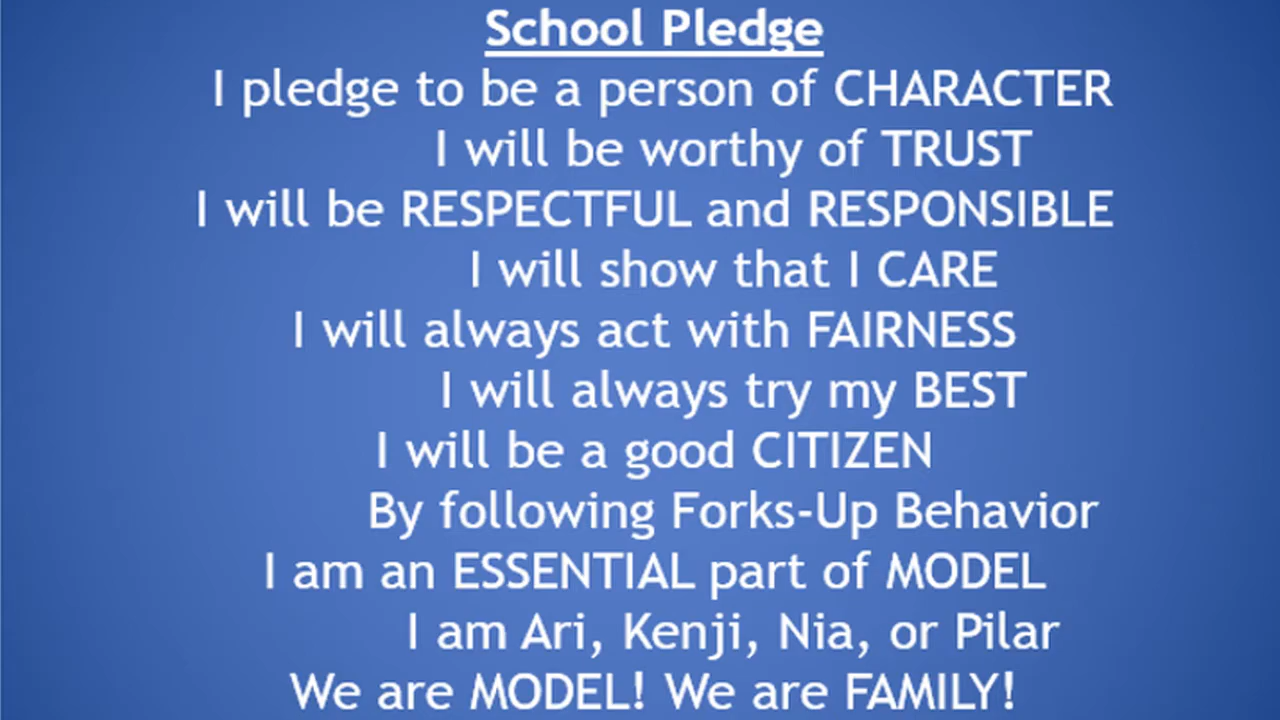 School Pledge
I pledge to be a person of CHARACTER
I will be worthy of TRUST
I will be RESPECTFUL and RESPONSIBLE
I will show that I CARE
I will always act with FAIRNESS
I will always try my BEST
I will be a good CITIZEN
By following Forks-Up Behavior
I am an ESSENTIAL part of MODEL
I am Ari, Kenji, Nia, or Pilar
We are MODEL! We are FAMILY!